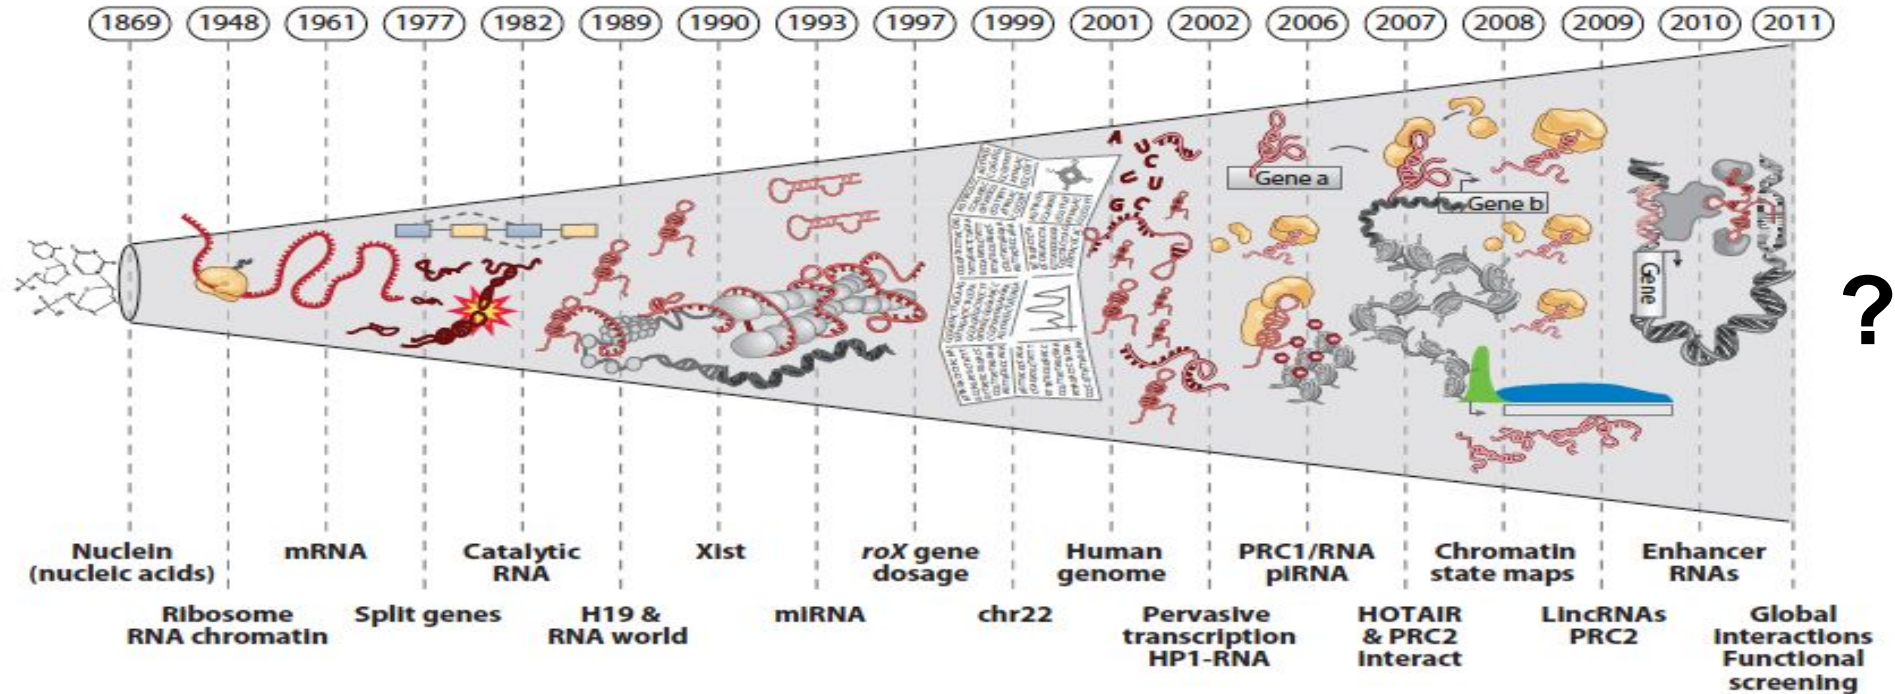 1869 1948 1961 1977 1982 1989 1990 1993 1997 1999 2001 2002 2006 2007 2008 2009 2010 2011
A
U
C
C
U
U
G C
Gene a
Gene b
Gene
?
Nuclein
(nucleic acids)
Ribosome
RNA chromatin
mRNA
Split genes
Catalytic
RNA
H19 &
RNA world
Xist
miRNA
roX gene
dosage
chr22
Human
genome
Pervasive
transcription
HP1-RNA
PRC1/RNA
piRNA
HOTAIR
& PRC2
interact
Chromatin
state maps
LincRNAs
PRC2
Enhancer
RNAs
Global
interactions
Functional
screening